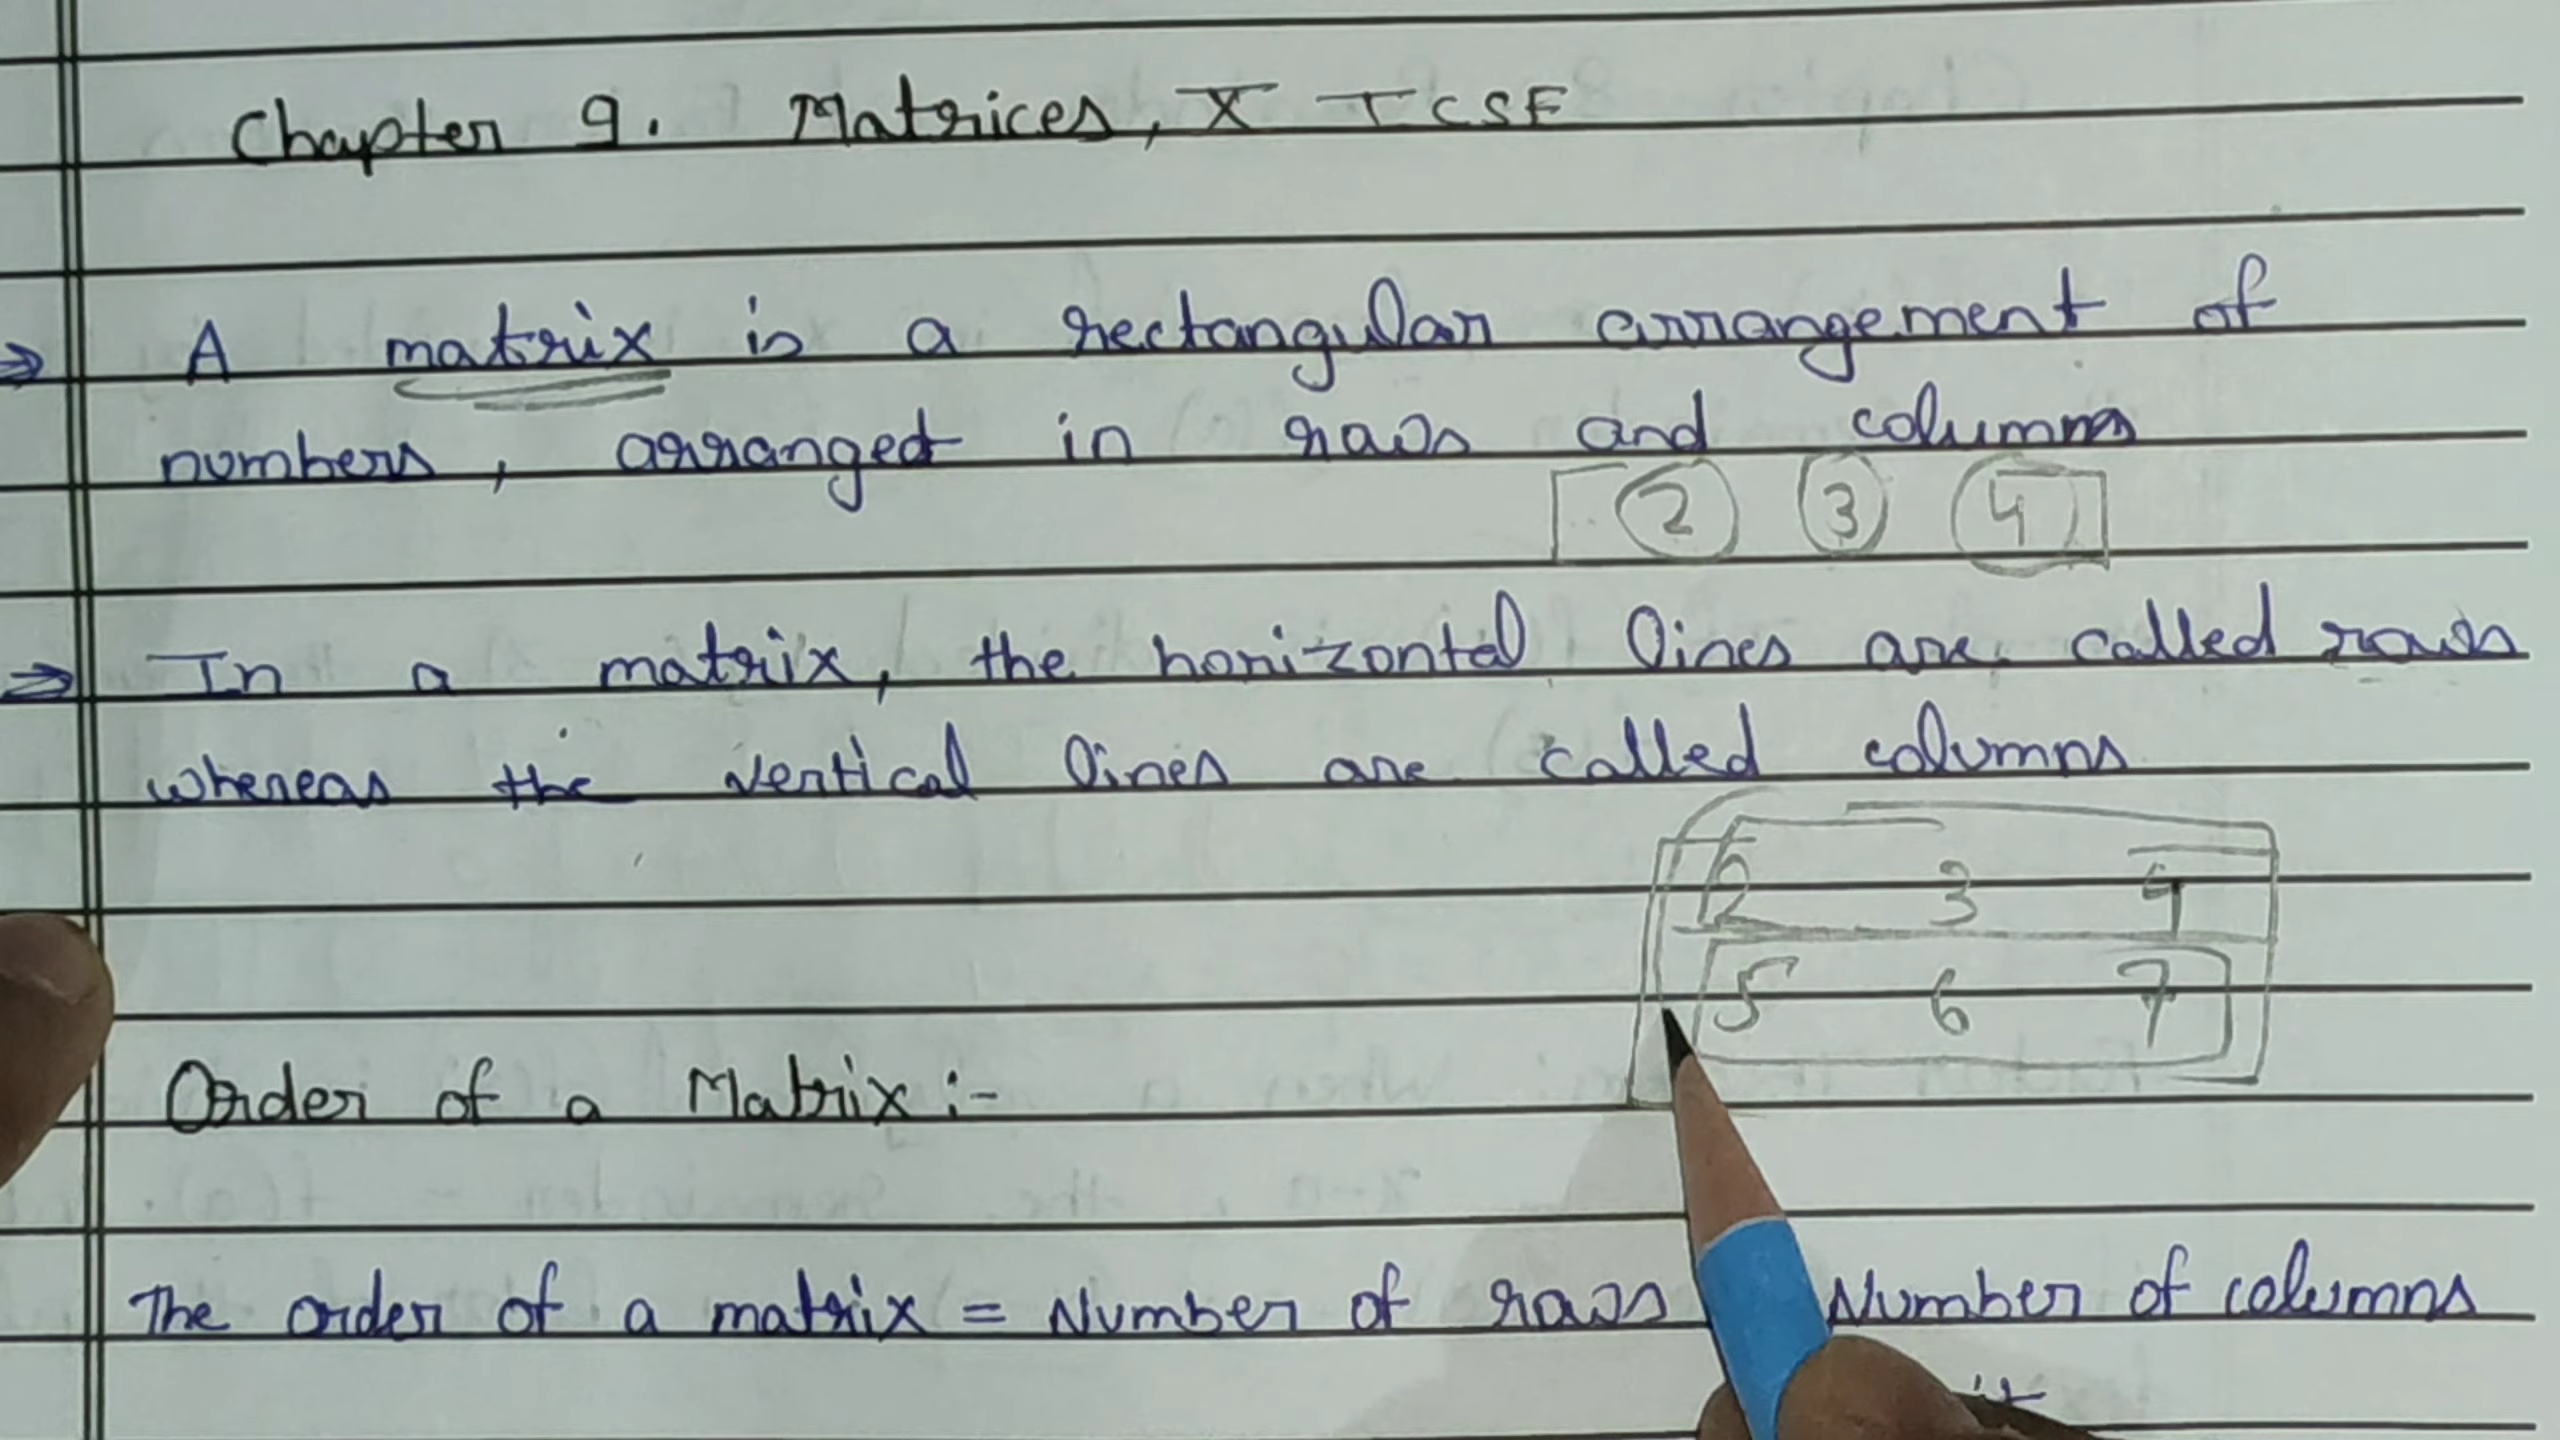 Chapter 9. Matrices, X ICSE
⇒ A matrix is a rectangular arrangement of
numbers, arranged in rows and columns
[2 3 4]
⇒ In a matrix, the horizontal lines are called rows
whereas the vertical lines are called columns
2 3 4
5 6 7
Order of a Matrix :-
The order of a matrix = Number of rows Number of columns